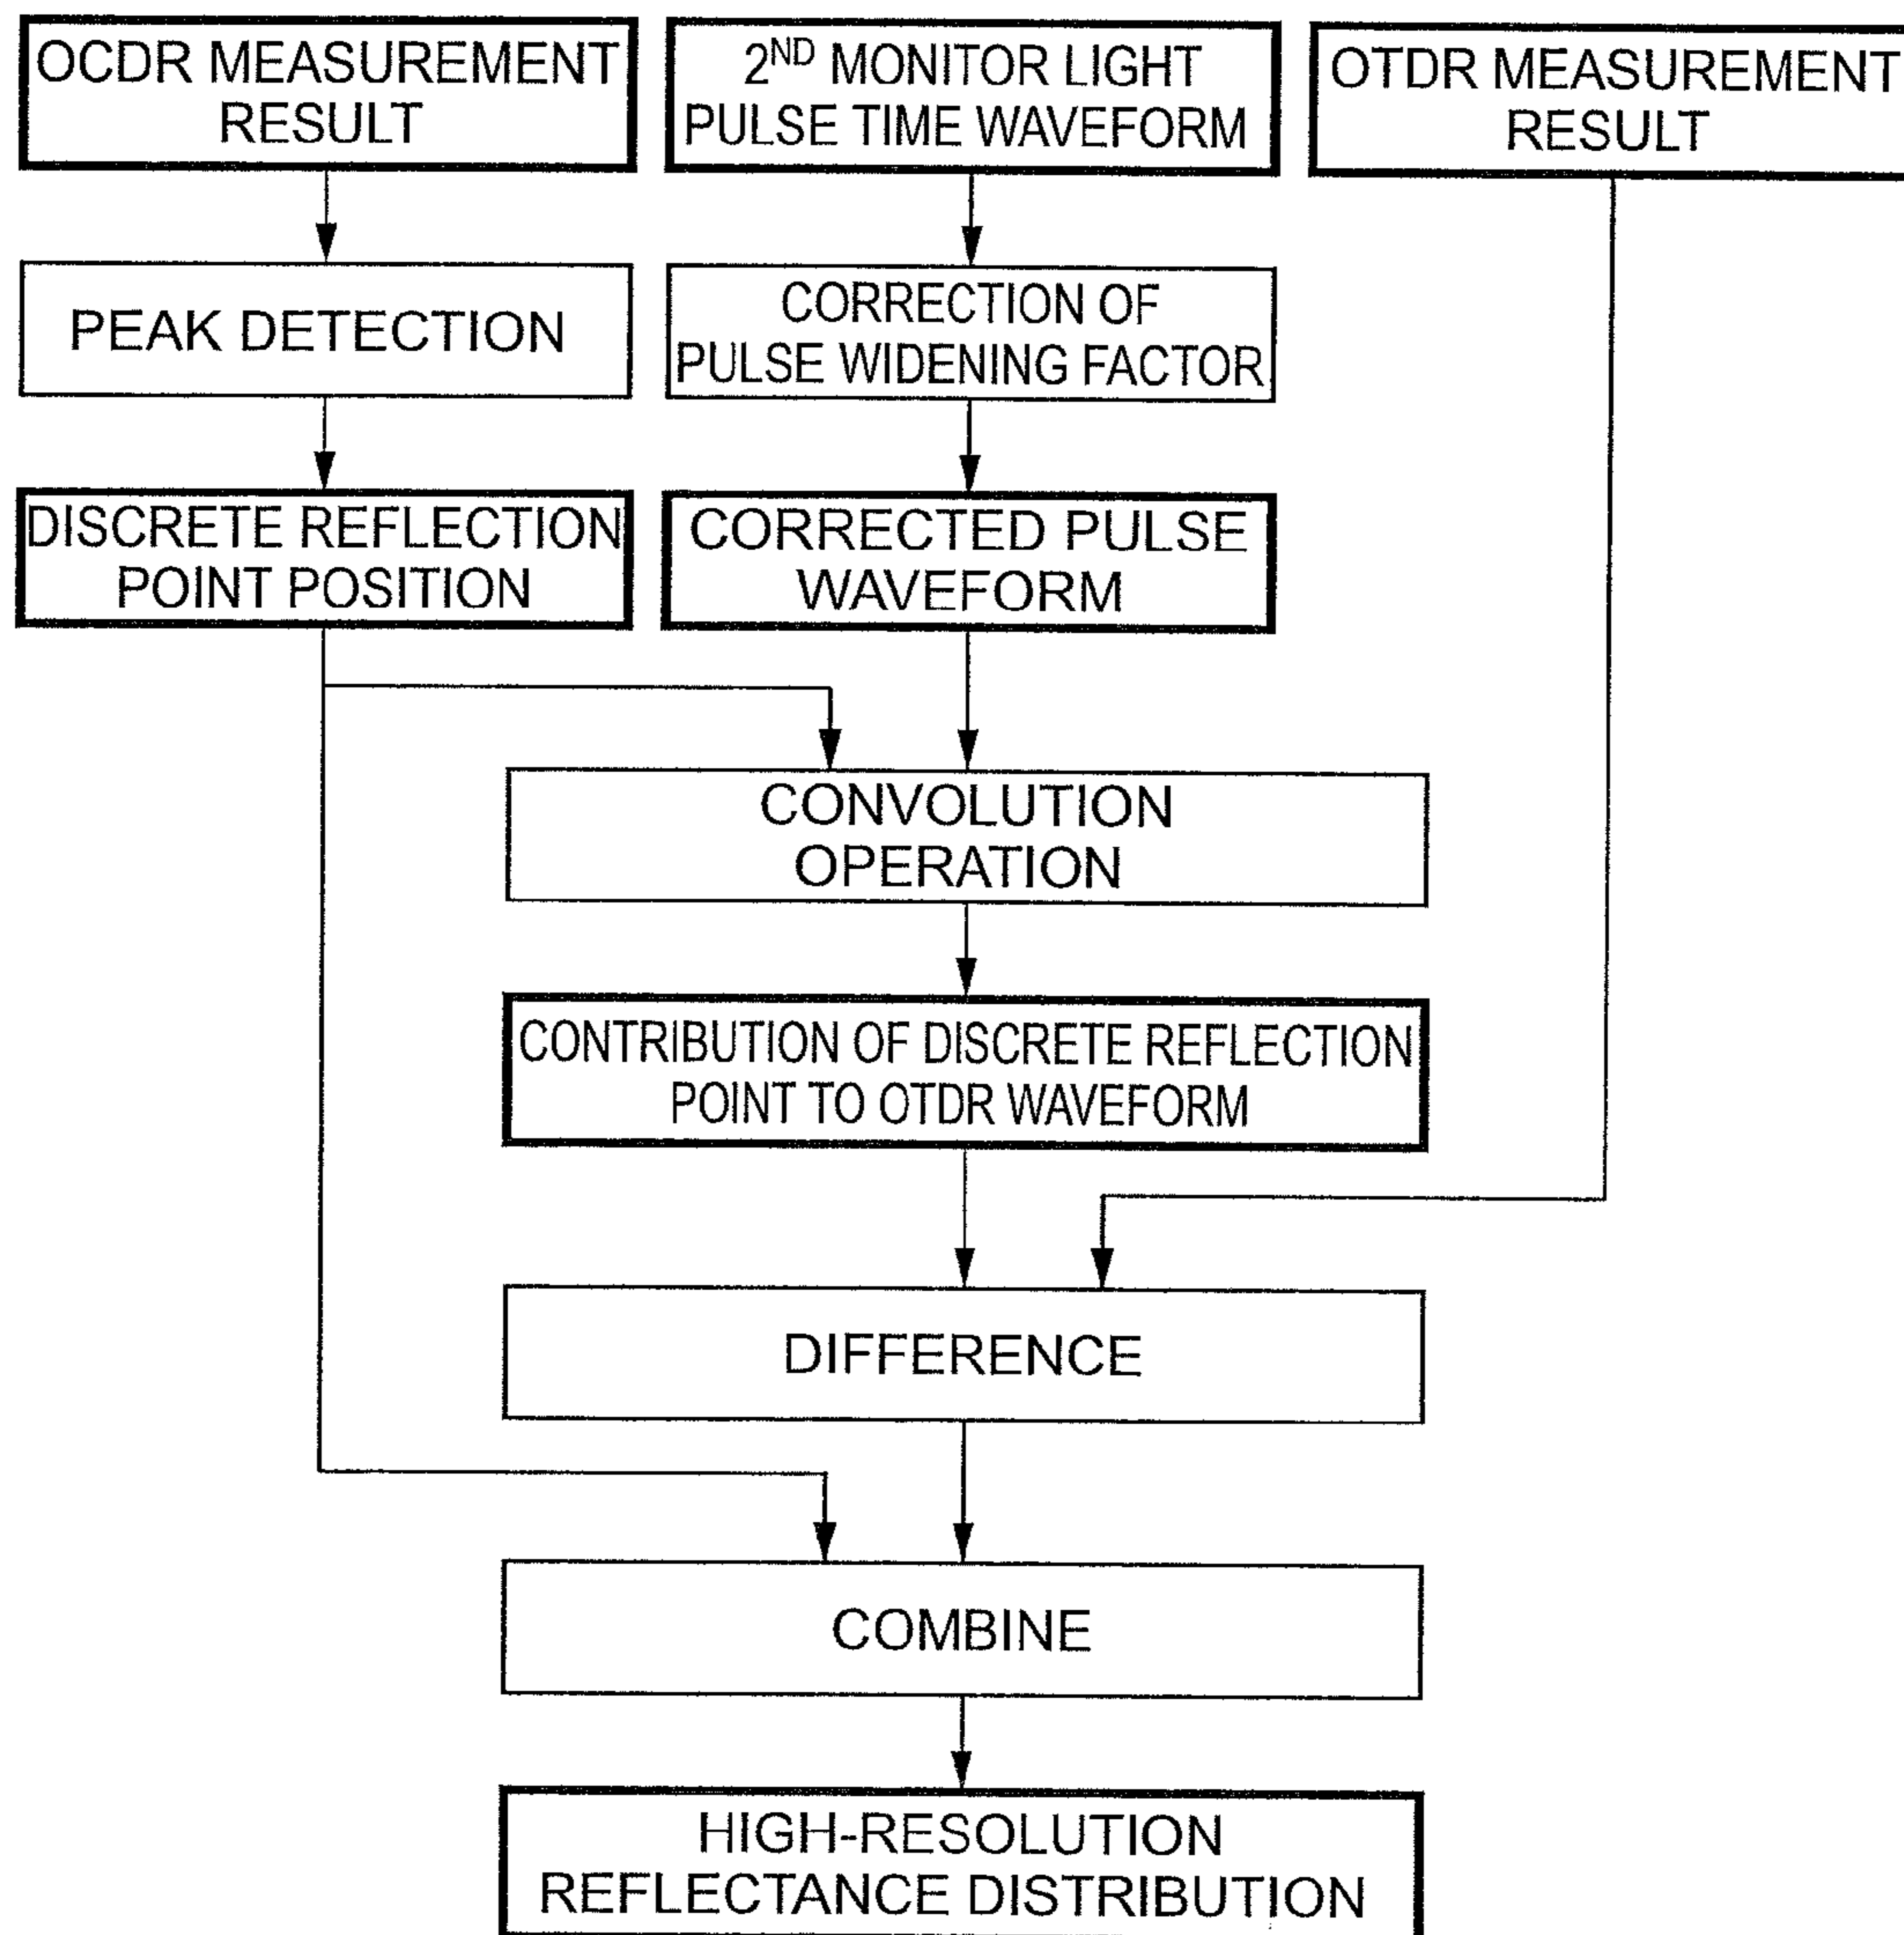 OCDR MEASUREMENT
RESULT
2ND MONITOR LIGHT
PULSE TIME WAVEFORM
OTDR MEASUREMENT
RESULT
PEAK DETECTION
CORRECTION OF
PULSE WIDENING FACTOR
DISCRETE REFLECTION
POINT POSITION
CORRECTED PULSE
WAVEFORM
CONVOLUTION
OPERATION
CONTRIBUTION OF DISCRETE REFLECTION
POINT TO OTDR WAVEFORM
DIFFERENCE
COMBINE
HIGH-RESOLUTION
REFLECTANCE DISTRIBUTION